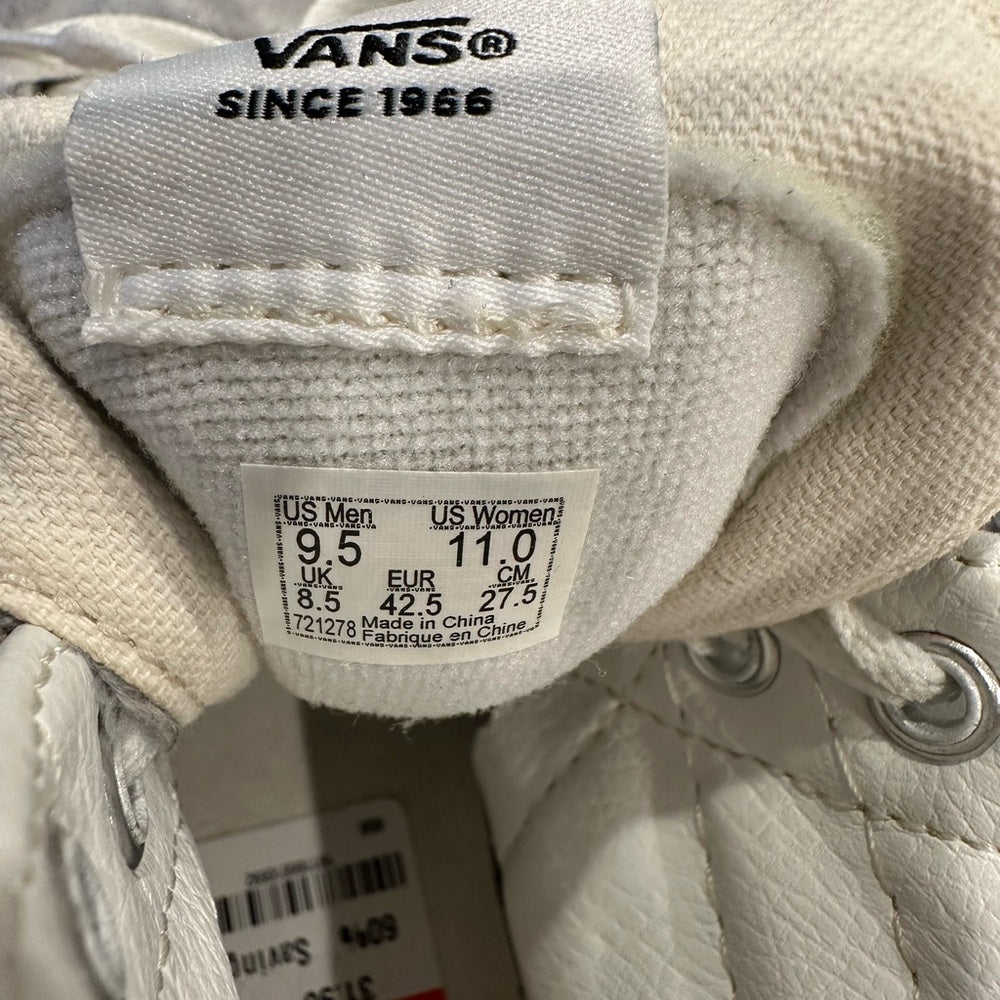 VANS®
SINCE 1966
US Men US Women
9.5 11.0
UK EUR CM
8.5 42.5 27.5
721278 Made in China
Fabrique en Chine
60%